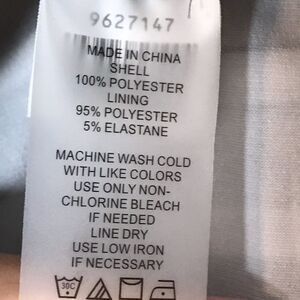 9627147
MADE IN CHINA
SHELL
100% POLYESTER
LINING
95% POLYESTER
5% ELASTANE
MACHINE WASH COLD
WITH LIKE COLORS
USE ONLY NON-
CHLORINE BLEACH
IF NEEDED
LINE DRY
USE LOW IRON
IF NECESSARY
30C